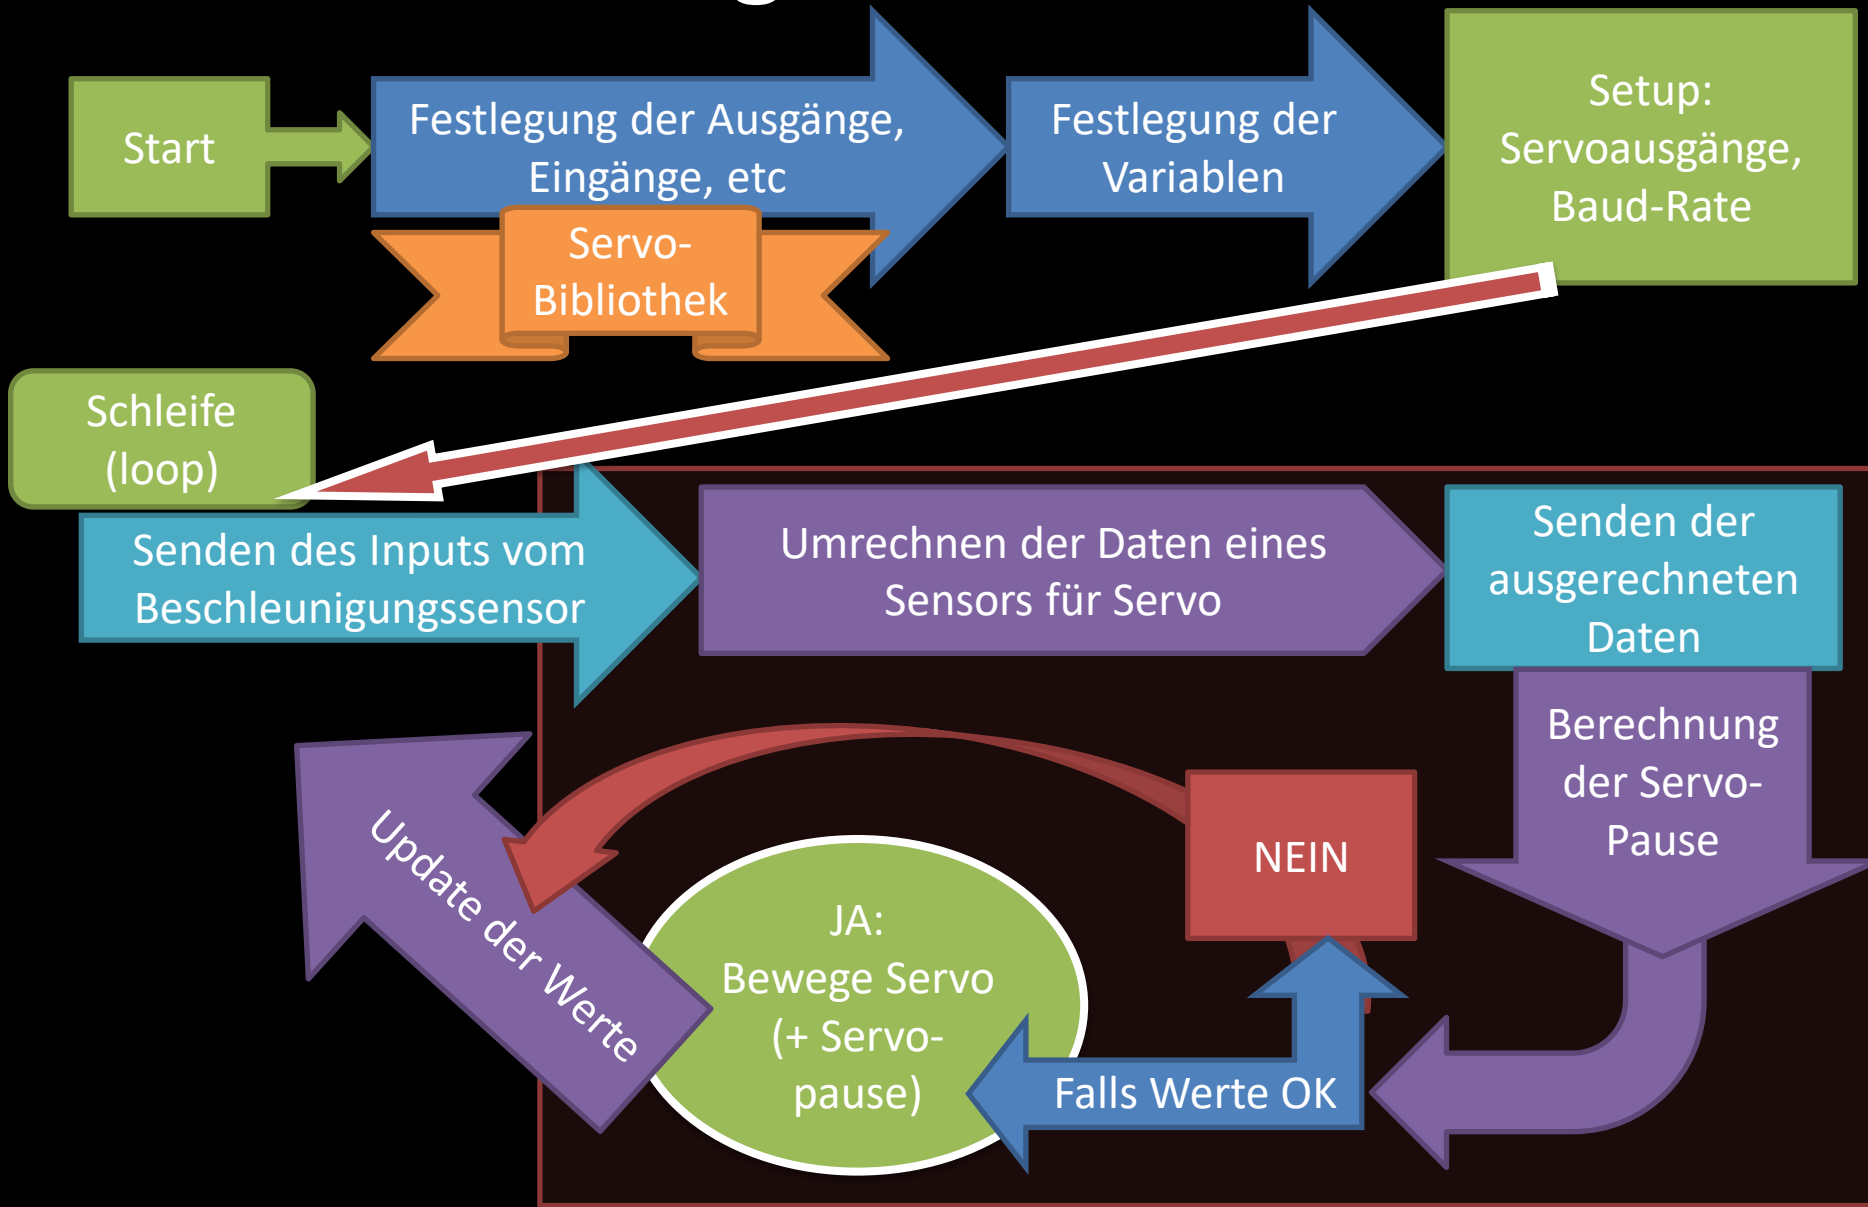 Start
Festlegung der Ausgänge,
Eingänge, etc
Servo-
Bibliothek
Festlegung der
Variablen
Setup:
Servoausgänge,
Baud-Rate
Schleife
(loop)
Senden des Inputs vom
Beschleunigungssensor
Umrechnen der Daten eines
Sensors für Servo
Senden der
ausgerechneten
Daten
Berechnung
der Servo-
Pause
Falls Werte OK
NEIN
JA:
Bewege Servo
(+ Servo-
pause)
Update der Werte